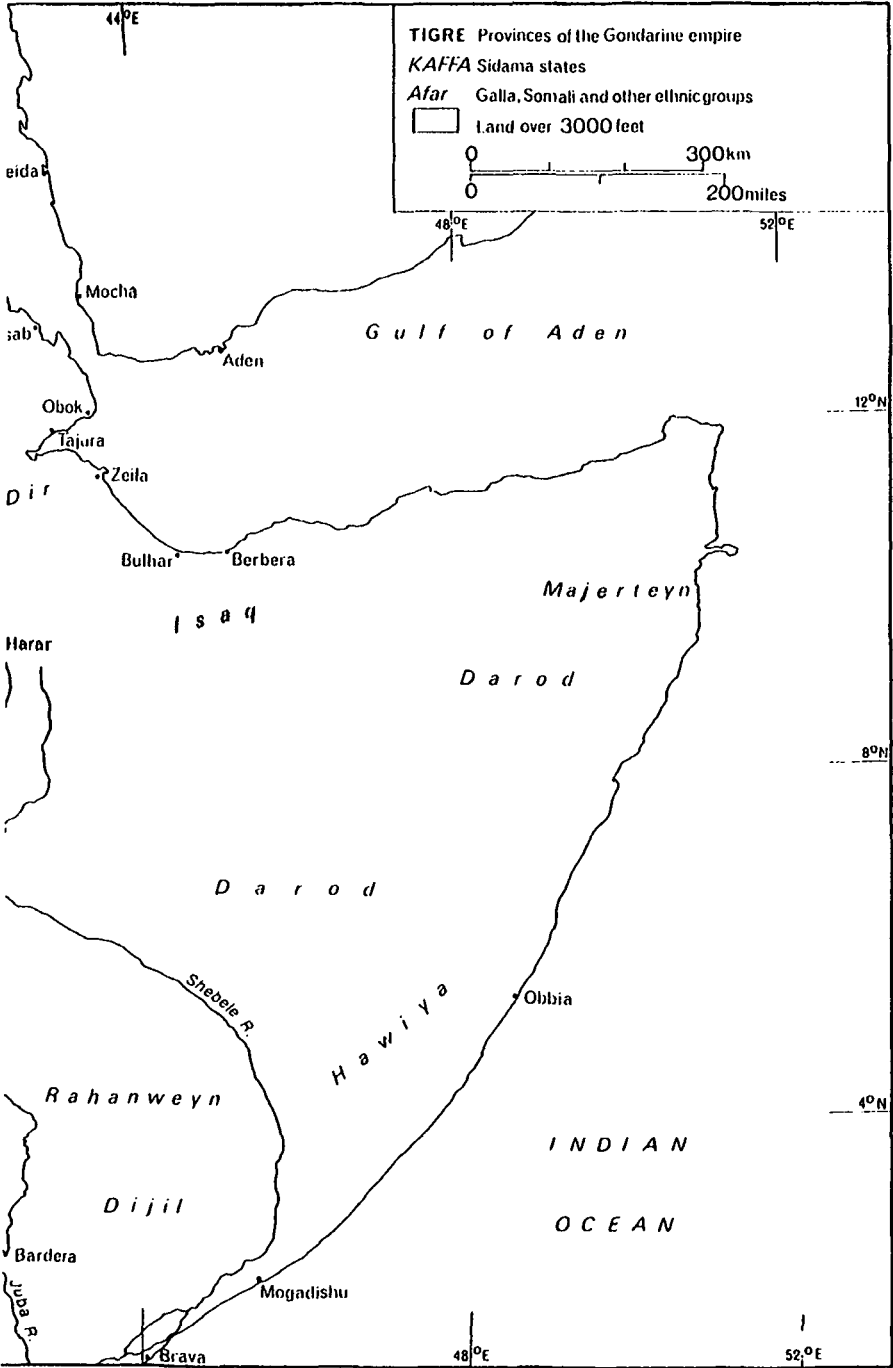 44°E
TIGRE Provinces of the Gondarine empire
KAFFA Sidama states
Afar Galla, Somali and other ethnic groups
Land over 3000 feet
0 300km
0 200miles
eida
48°E
52°E
Mocha
sab
Aden
Gulf of Aden
Obok
12°N
Tajura
Zeila
Dir
Bulhar
Berbera
Majerteyn
Isaq
Harar
Darod
8°N
Darod
Shebele R.
Obbia
Hawiya
Rahanweyn
4°N
INDIAN
Dijil
OCEAN
Bardera
Mogadishu
Juba R.
Brava
48°E
52°E